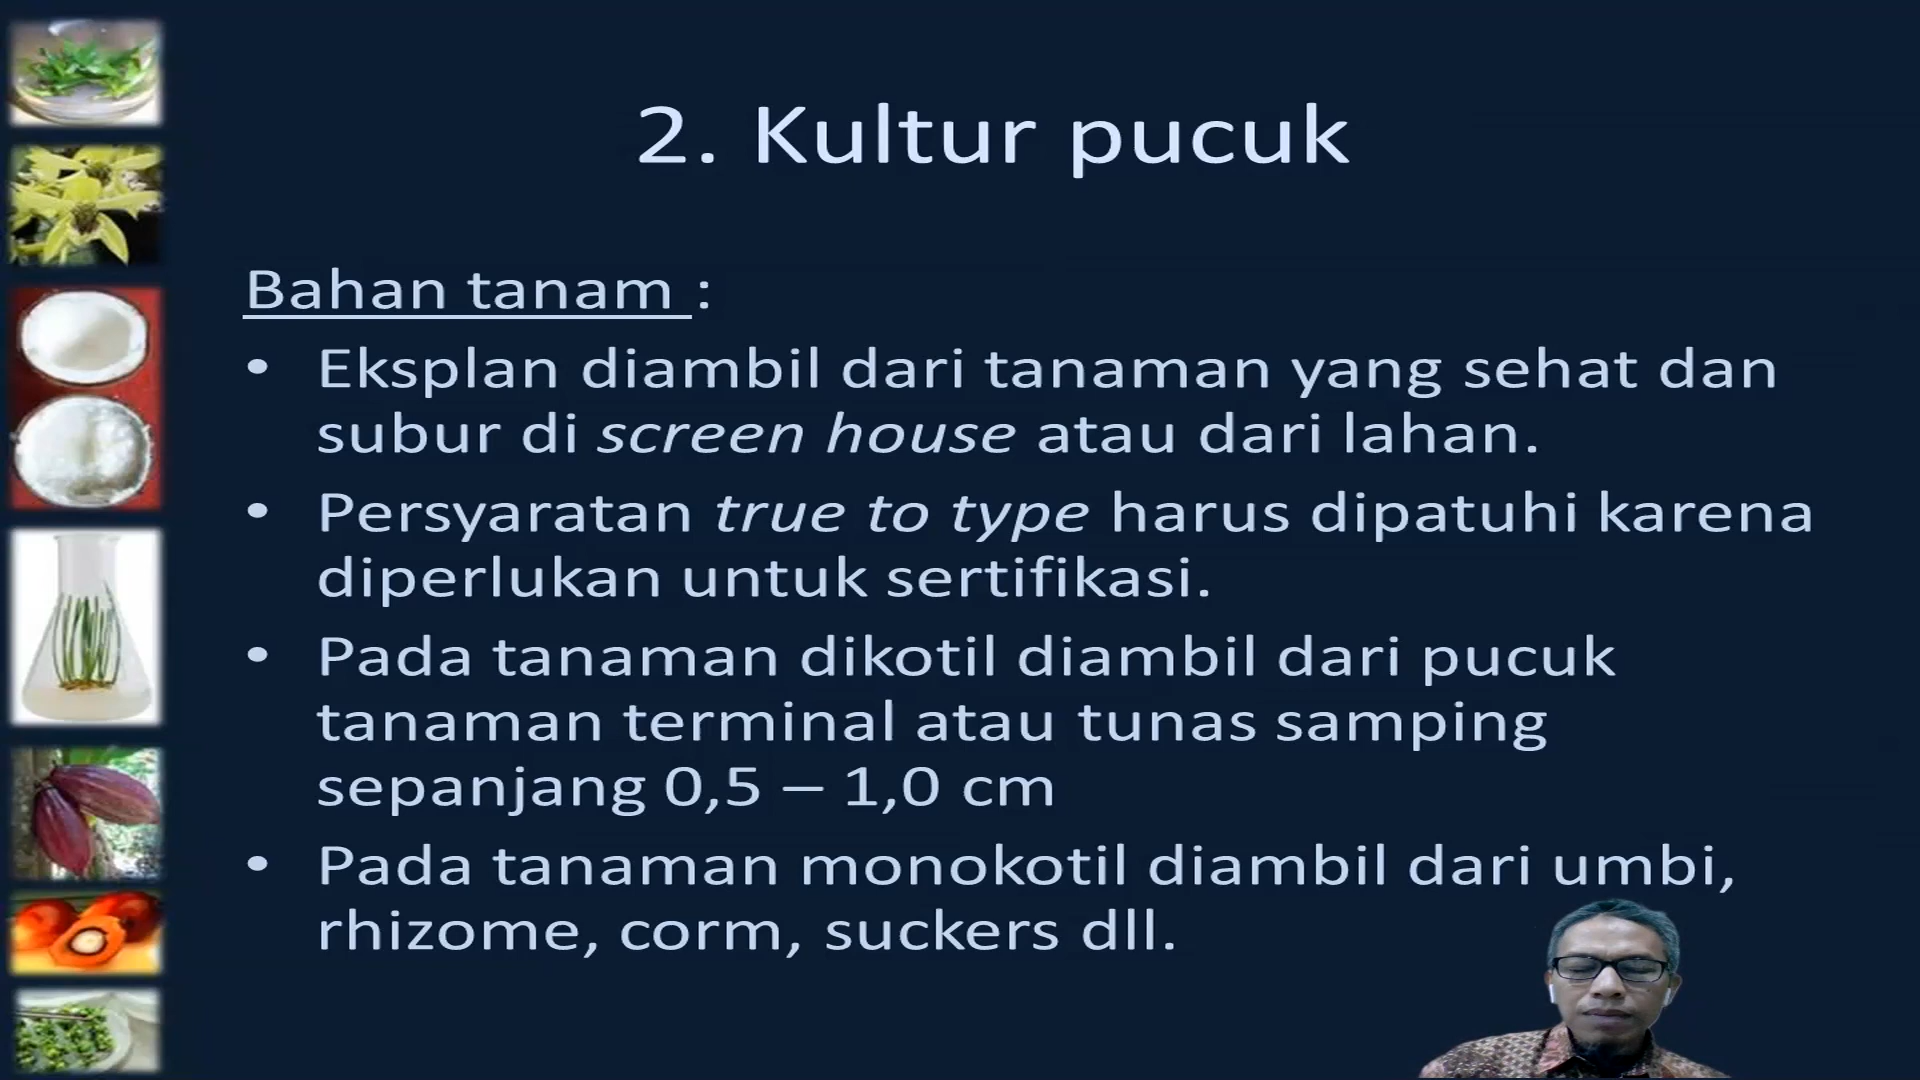 2. Kultur pucuk
Bahan tanam :
• Eksplan diambil dari tanaman yang sehat dan
subur di screen house atau dari lahan.
• Persyaratan true to type harus dipatuhi karena
diperlukan untuk sertifikasi.
• Pada tanaman dikotil diambil dari pucuk
tanaman terminal atau tunas samping
sepanjang 0,5 – 1,0 cm
• Pada tanaman monokotil diambil dari umbi,
rhizome, corm, suckers dll.